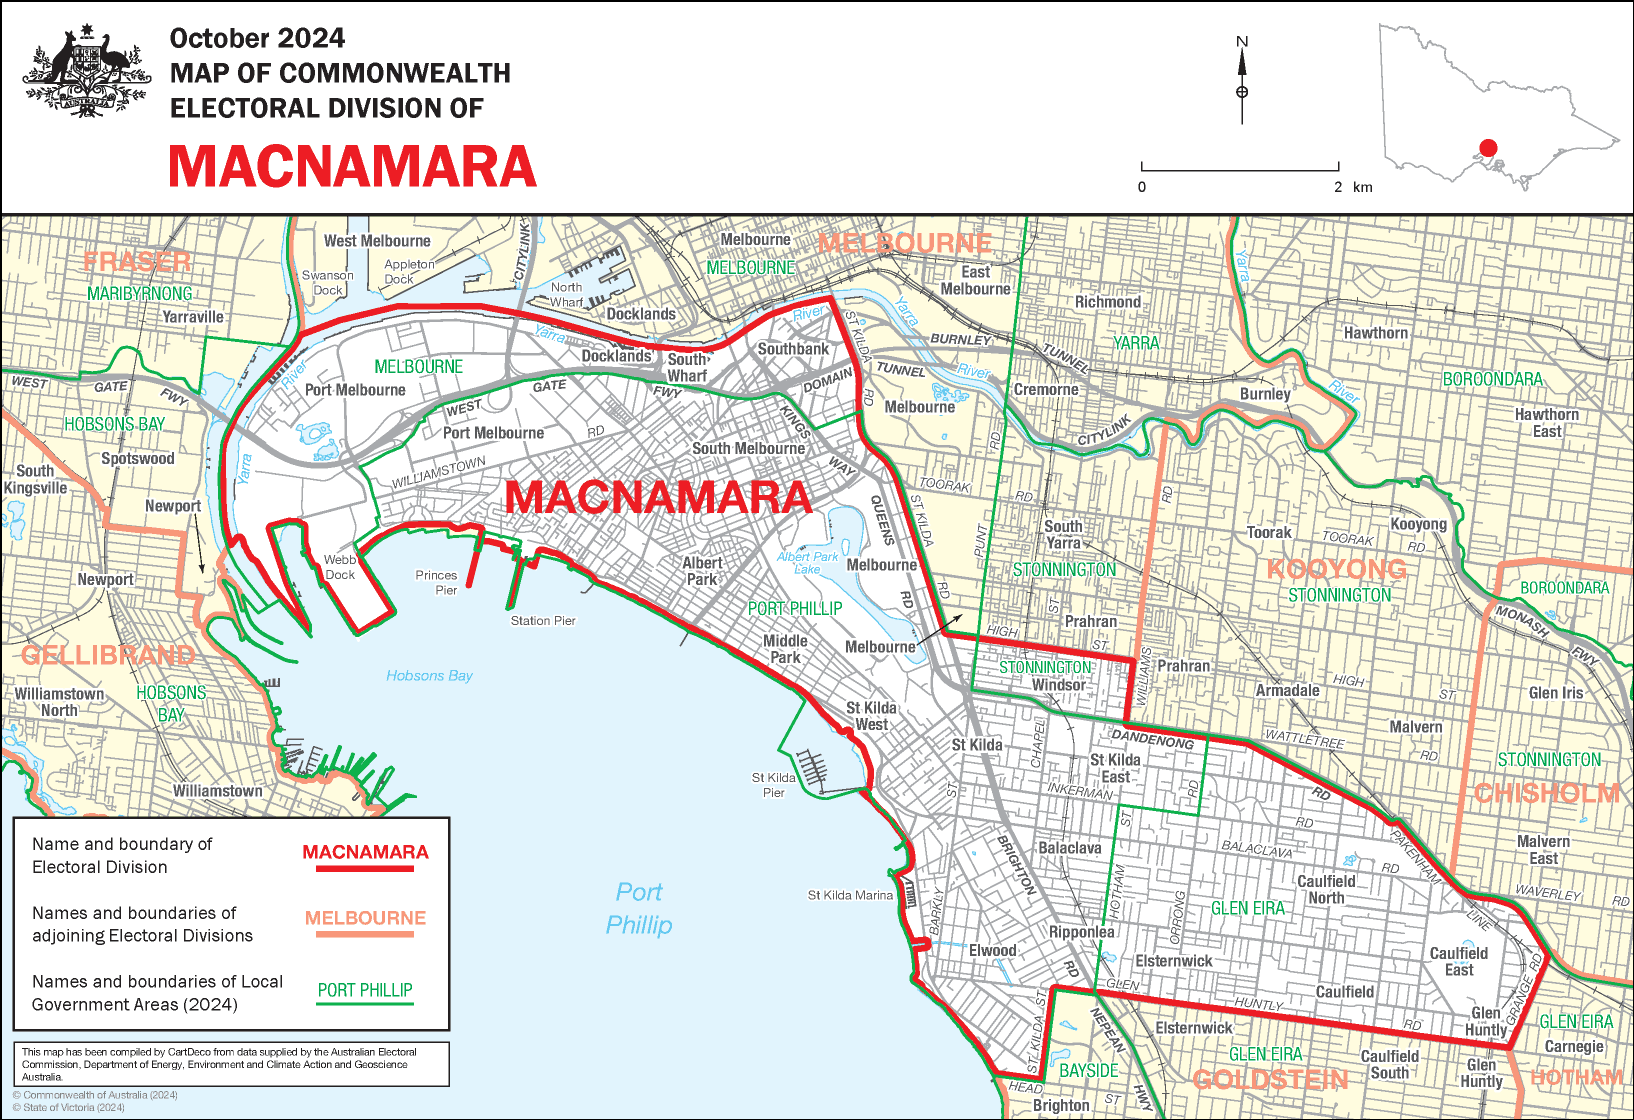 October 2024
MAP OF COMMONWEALTH
ELECTORAL DIVISION OF
MACNAMARA
AUSTRALIA
N
0 2 km
FRASER
MARIBYRNONG
Yarraville
West Melbourne
Swanson
Dock
Appleton
Dock
CITYLINK
North
Wharf
Docklands
Melbourne
MELBOURNE
MELBOURNE
East
Melbourne
Yarra
River
Richmond
YARRA
Yarra
Hawthorn
BOROONDARA
Hawthorn
East
River
Burnley
BURNLEY
TUNNEL
TUNNEL
Cremorne
CITYLINK
WEST
GATE
FWY
HOBSONS BAY
Spotswood
South
Kingsville
Newport
Newport
River
Yarra
Port Melbourne
MELBOURNE
Yarra
Docklands
South
Wharf
River
Southbank
ST KILDA
RD
DOMAIN
Melbourne
WEST
GATE
FWY
Port Melbourne
RD
WILLIAMSTOWN
KINGS
WAY
South Melbourne
MACNAMARA
QUEENS
RD
ST KILDA
RD
TOORAK
RD
PUNT
RD
South
Yarra
STONNINGTON
ST
Prahran
RD
Toorak
TOORAK
RD
Kooyong
KOOYONG
STONNINGTON
BOROONDARA
MONASH
FWY
Webb
Dock
Princes
Pier
Station Pier
Albert
Park
Albert Park
Lake
Melbourne
PORT PHILLIP
Middle
Park
Melbourne
HIGH
ST
STONNINGTON
Windsor
WILLIAMS
Prahran
HIGH
ST
Armadale
Malvern
Glen Iris
GELLIBRAND
Williamstown
North
HOBSONS
BAY
Williamstown
Hobsons Bay
St Kilda
West
St Kilda
CHAPEL
ST
DANDENONG
RD
WATTLETREE
RD
STONNINGTON
CHISHOLM
St Kilda
East
INKERMAN
RD
ST
St Kilda
Pier
BRIGHTON
RD
Balaclava
BALACLAVA
RD
RD
HOTHAM
PAKENHAM
LINE
Malvern
East
WAVERLEY
RD
St Kilda Marina
BARKLY
Port
Phillip
Caulfield
North
GLEN EIRA
ORRONG
Ripponlea
Elwood
Elsternwick
Caulfield
East
Caulfield
GLEN
HUNTLY
RD
Glen
Huntly
GRANGE RD
GLEN EIRA
Carnegie
ST KILDA ST
NEPEAN
HWY
Elsternwick
GLEN EIRA
GOLDSTEIN
Caulfield
South
Glen
Huntly
HOTHAM
BAYSIDE
HEAD
ST
Brighton
Name and boundary of
Electoral Division
MACNAMARA
Names and boundaries of
adjoining Electoral Divisions
MELBOURNE
Names and boundaries of Local
Government Areas (2024)
PORT PHILLIP
This map has been compiled by CartDeco from data supplied by the Australian Electoral
Commission, Department of Energy, Environment and Climate Action and Geoscience
Australia.
© Commonwealth of Australia (2024)
© State of Victoria (2024)